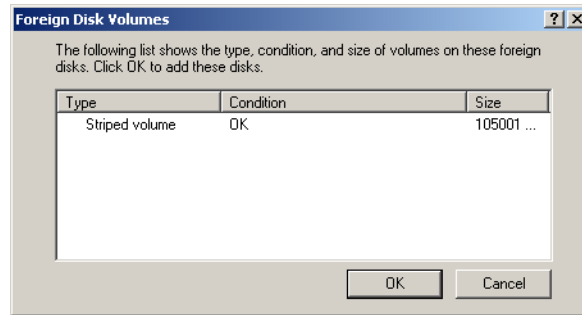 Foreign Disk Volumes
The following list shows the type, condition, and size of volumes on these foreign
disks. Click OK to add these disks.
Type Condition Size
Striped volume OK 105001 ...
OK Cancel